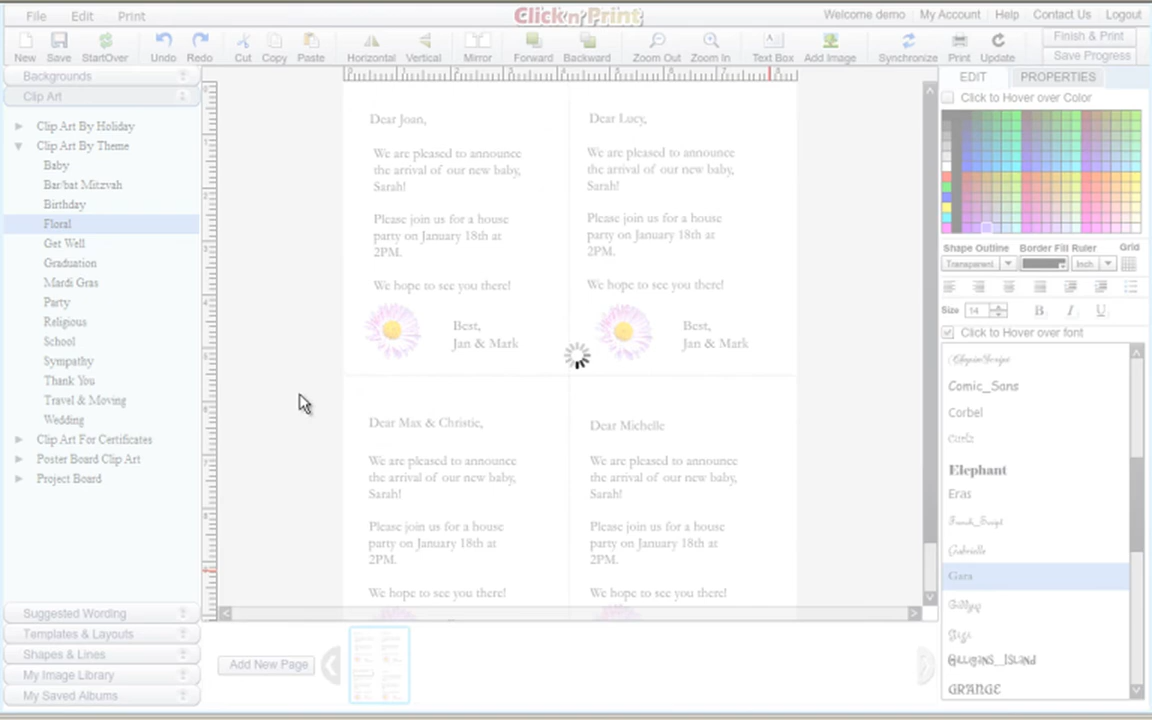 File Edit Print
Click'n'Print
Welcome demo My Account Help Contact Us Logout
New Save StartOver Undo Redo Cut Copy Paste Horizontal Vertical Mirror Forward Backward Zoom Out Zoom In Text Box Add Image Synchronize Print Update
Finish & Print
Save Progress
Backgrounds
Clip Art
Clip Art By Holiday
Clip Art By Theme
Baby
Bar/bat Mitzvah
Birthday
Floral
Get Well
Graduation
Mardi Gras
Party
Religious
School
Sympathy
Thank You
Travel & Moving
Wedding
Clip Art For Certificates
Poster Board Clip Art
Project Board
Suggested Wording
Templates & Layouts
Shapes & Lines
My Image Library
My Saved Albums
Dear Joan,
We are pleased to announce
the arrival of our new baby,
Sarah!
Please join us for a house
party on January 18th at
2PM.
We hope to see you there!
Best,
Jan & Mark
Dear Lucy,
We are pleased to announce
the arrival of our new baby,
Sarah!
Please join us for a house
party on January 18th at
2PM.
We hope to see you there!
Best,
Jan & Mark
Dear Max & Christie,
We are pleased to announce
the arrival of our new baby,
Sarah!
Please join us for a house
party on January 18th at
2PM.
We hope to see you there!
Dear Michelle
We are pleased to announce
the arrival of our new baby,
Sarah!
Please join us for a house
party on January 18th at
2PM.
We hope to see you there!
Add New Page
EDIT PROPERTIES
Click to Hover over Color
Shape Outline Border Fill Ruler Grid
Transparent Inch
Size 14 B I U
Click to Hover over font
ChopinScript
Comic_Sans
Corbel
Curlz
Elephant
Eras
French_Script
Gabrielle
Gara
Gigi
GILLIGANS_ISLAND
GRANGE